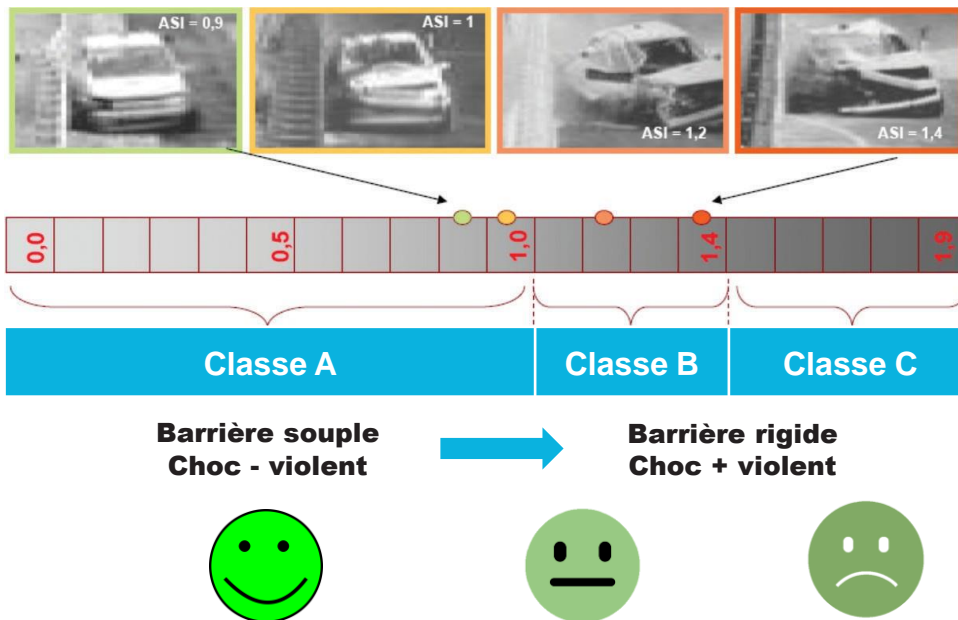 ASI = 0,9
ASI = 1
ASI = 1,2
ASI = 1,4
0,0
0,5
1,0
1,4
1,9
Classe A
Classe B
Classe C
Barrière souple
Choc - violent
Barrière rigide
Choc + violent